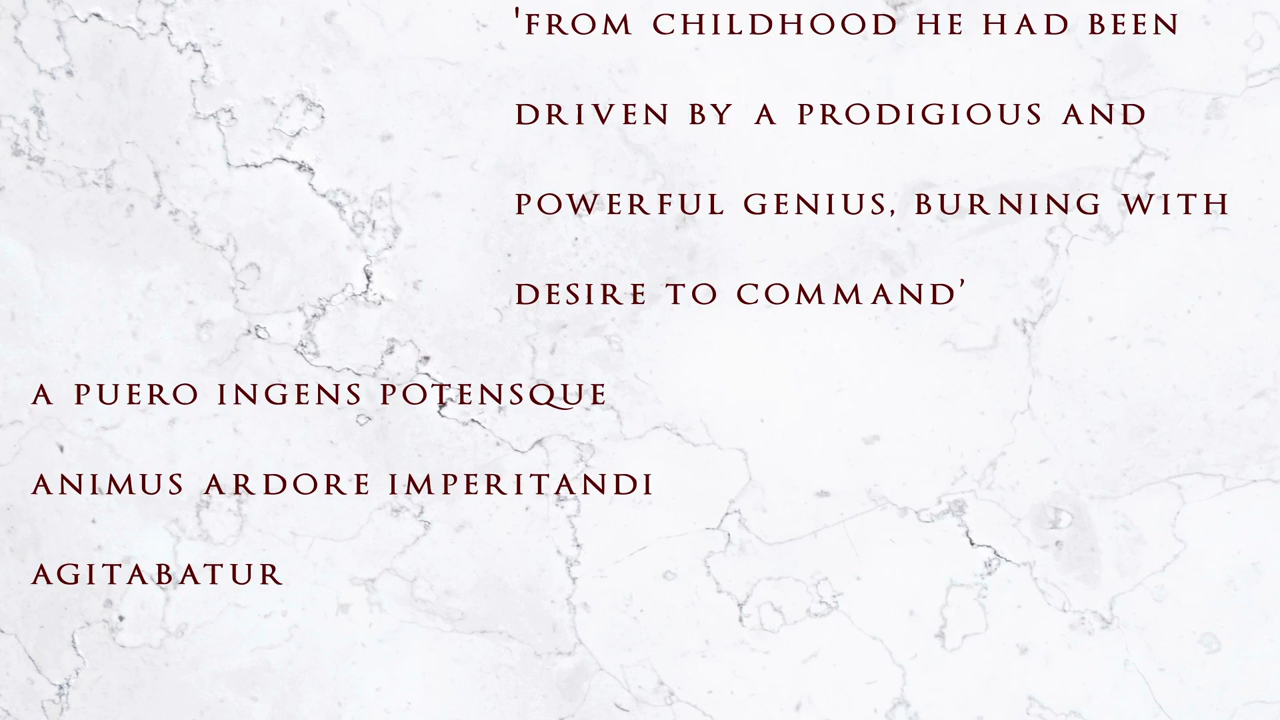 'FROM CHILDHOOD HE HAD BEEN
DRIVEN BY A PRODIGIOUS AND
POWERFUL GENIUS, BURNING WITH
DESIRE TO COMMAND’
A PUERO INGENS POTENSQUE
ANIMUS ARDORE IMPERITANDI
AGITABATUR